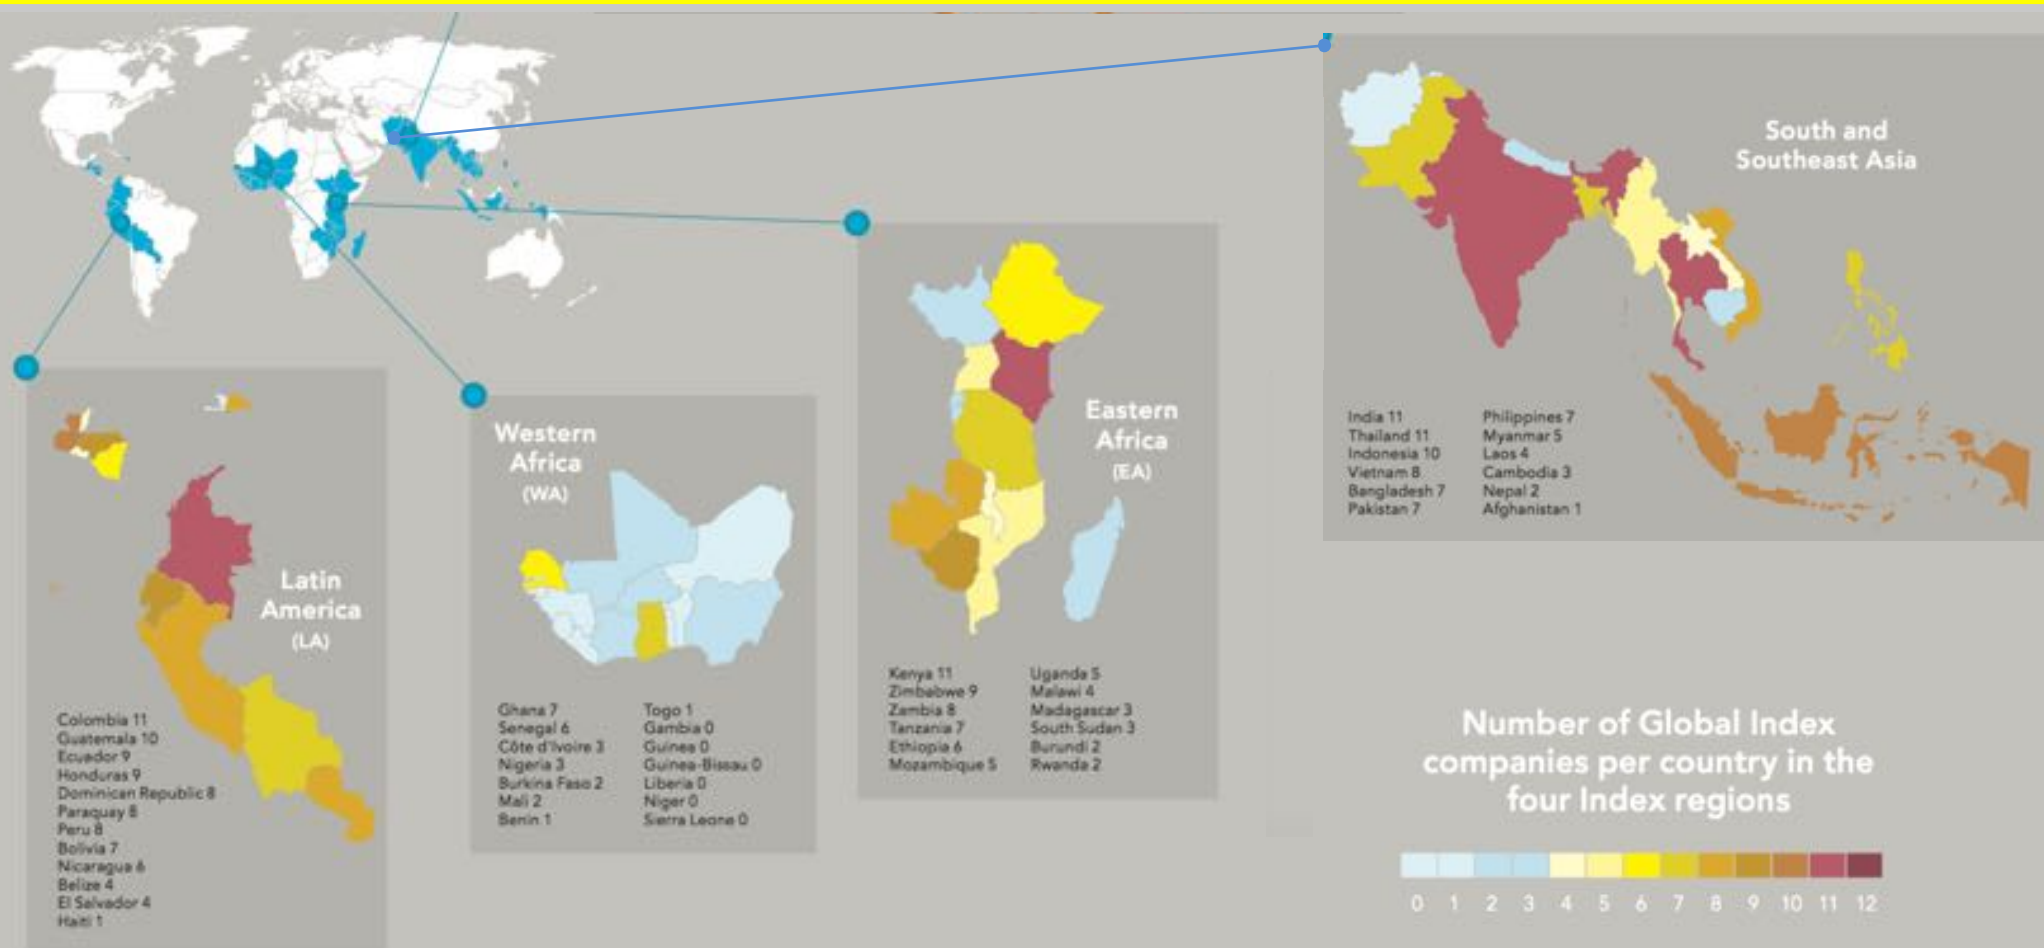 South and
Southeast Asia
India 11
Thailand 11
Indonesia 10
Vietnam 8
Bangladesh 7
Pakistan 7
Philippines 7
Myanmar 5
Laos 4
Cambodia 3
Nepal 2
Afghanistan 1
Eastern
Africa
(EA)
Kenya 11
Zimbabwe 9
Zambia 8
Tanzania 7
Ethiopia 6
Mozambique 5
Uganda 5
Malawi 4
Madagascar 3
South Sudan 3
Burundi 2
Rwanda 2
Western
Africa
(WA)
Ghana 7
Senegal 6
Côte d'Ivoire 3
Nigeria 3
Burkina Faso 2
Mali 2
Benin 1
Togo 1
Gambia 0
Guinea 0
Guinea-Bissau 0
Liberia 0
Niger 0
Sierra Leone 0
Latin
America
(LA)
Colombia 11
Guatemala 10
Ecuador 9
Honduras 9
Dominican Republic 8
Paraquay 8
Peru 8
Bolivia 7
Nicaragua 6
Belize 4
El Salvador 4
Haiti 1
Number of Global Index
companies per country in the
four Index regions
0 1 2 3 4 5 6 7 8 9 10 11 12